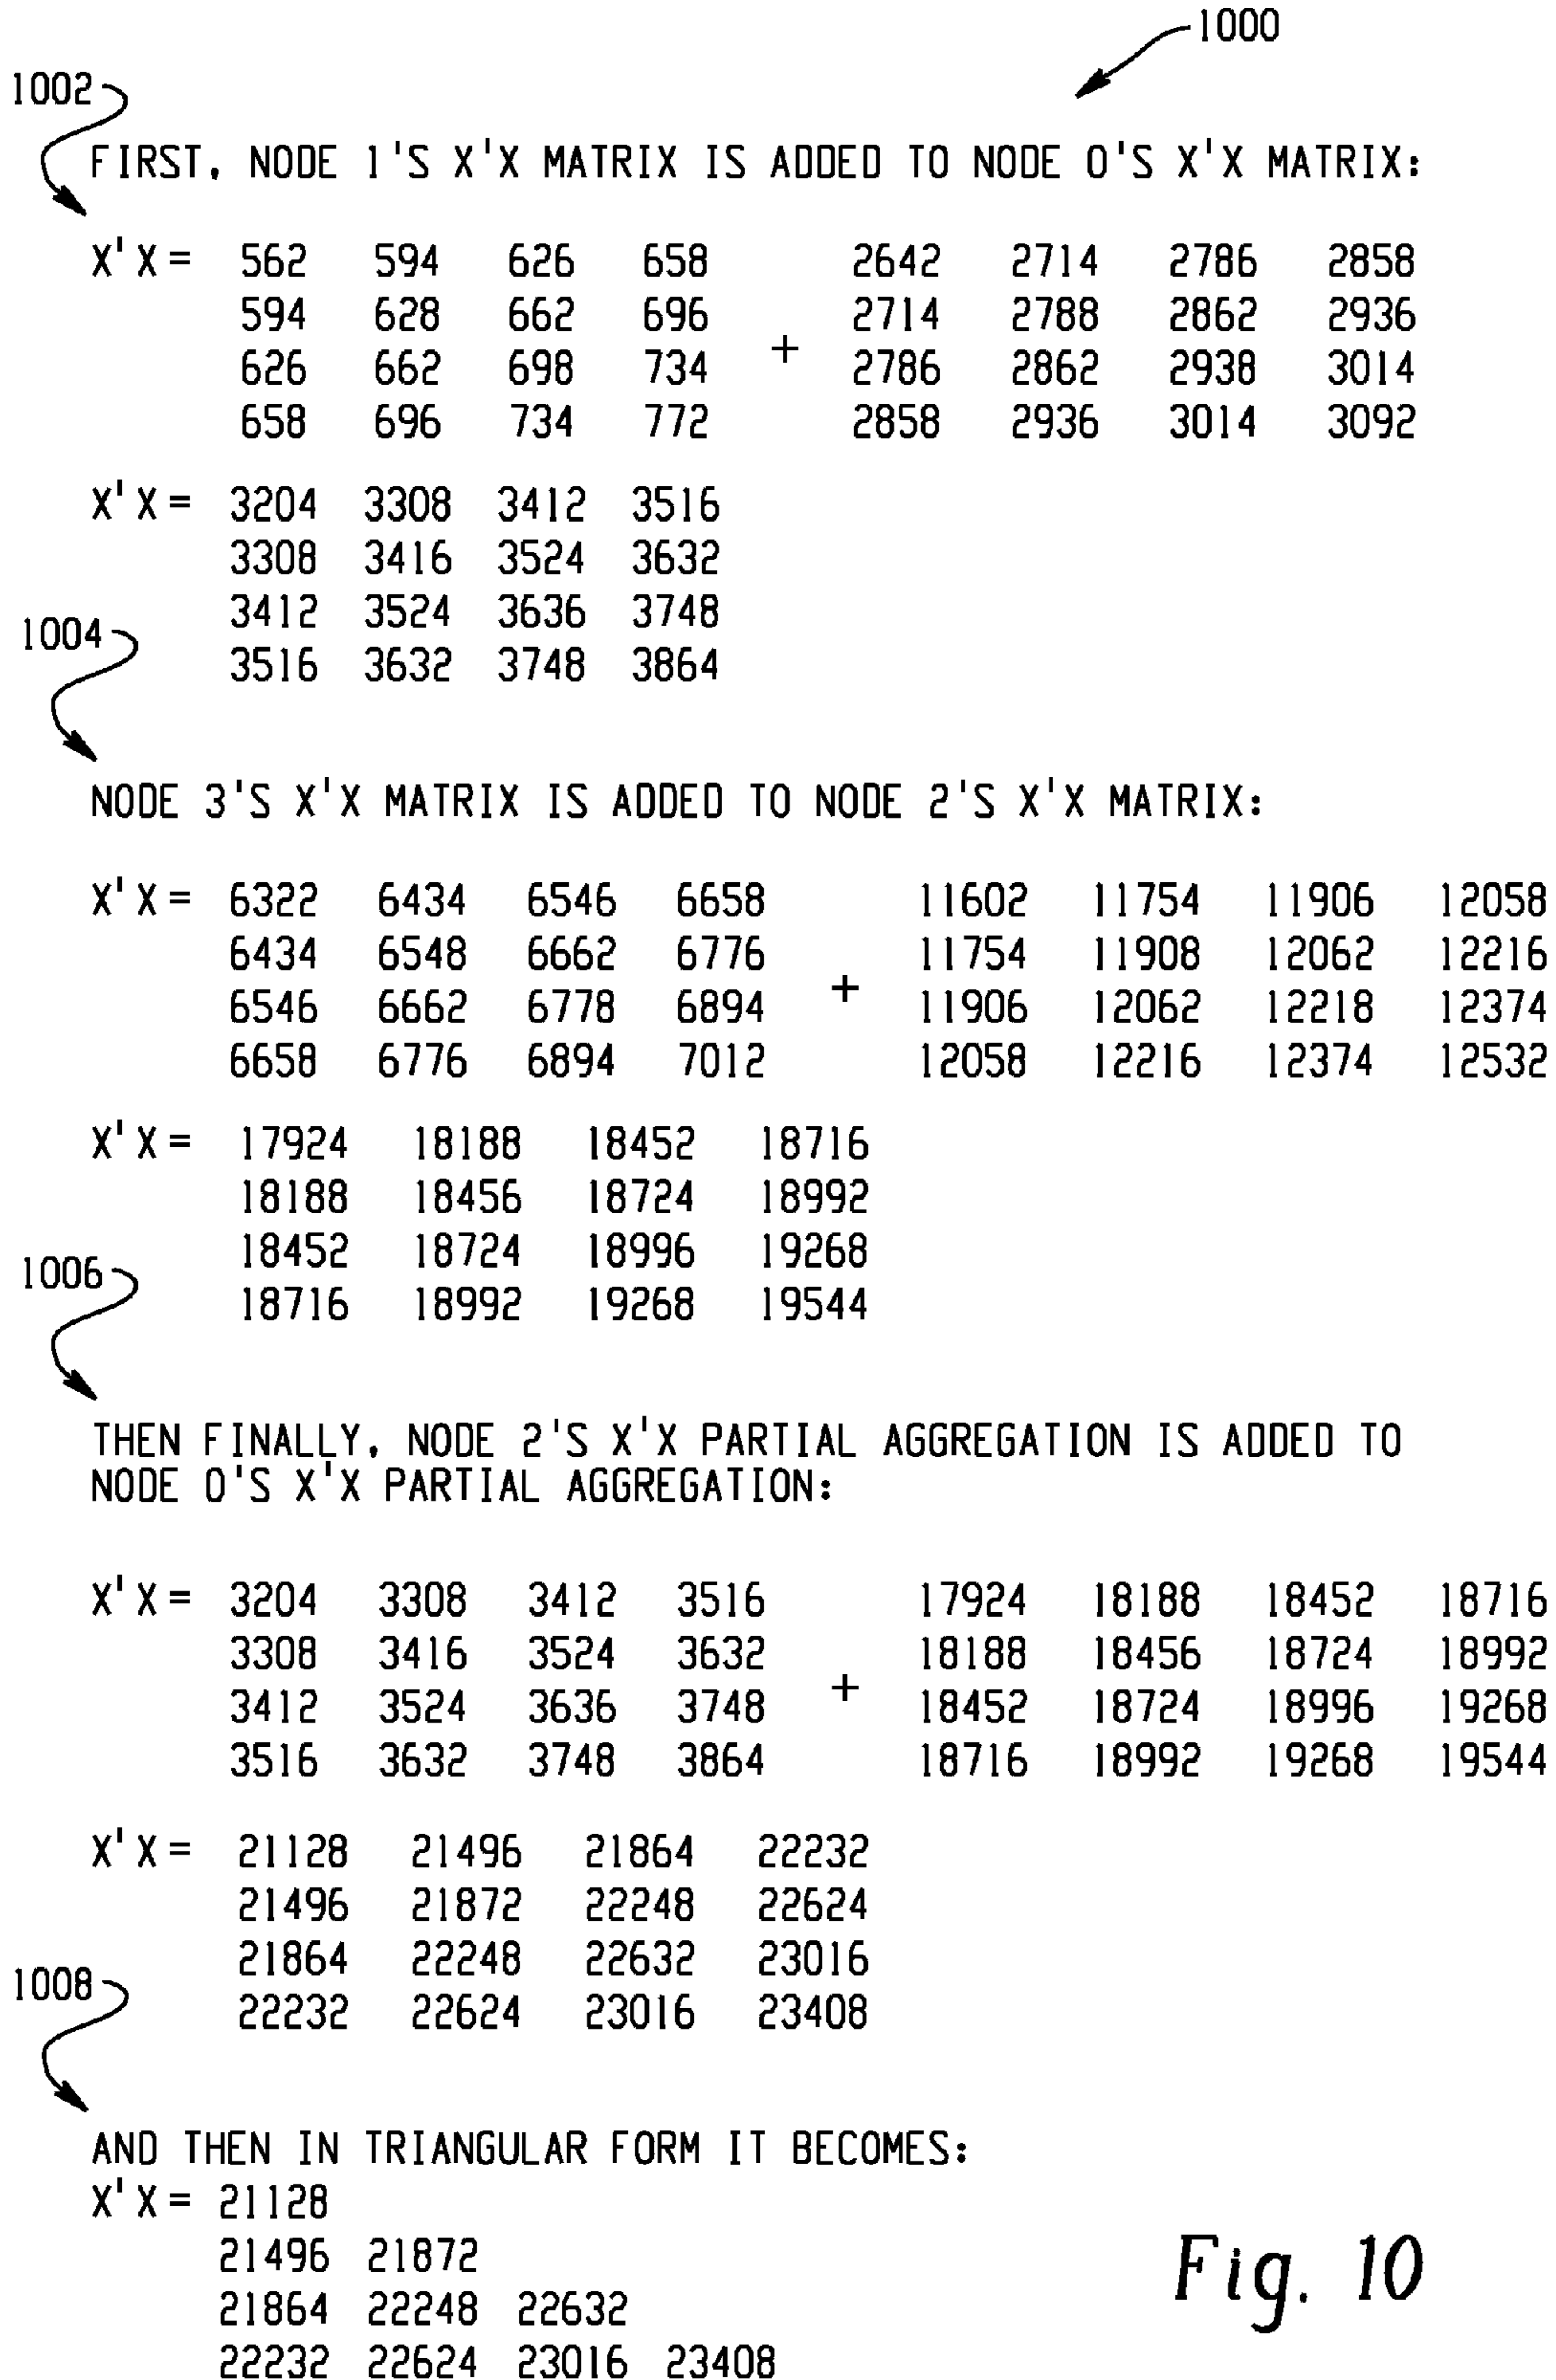 1000
1002
FIRST, NODE 1'S X'X MATRIX IS ADDED TO NODE 0'S X'X MATRIX:
X'X = 562 594 626 658 2642 2714 2786 2858
594 628 662 696 2714 2788 2862 2936
+
626 662 698 734 2786 2862 2938 3014
658 696 734 772 2858 2936 3014 3092
X'X = 3204 3308 3412 3516
3308 3416 3524 3632
3412 3524 3636 3748
1004
3516 3632 3748 3864
NODE 3'S X'X MATRIX IS ADDED TO NODE 2'S X'X MATRIX:
X'X = 6322 6434 6546 6658 11602 11754 11906 12058
6434 6548 6662 6776 11754 11908 12062 12216
+
6546 6662 6778 6894 11906 12062 12218 12374
6658 6776 6894 7012 12058 12216 12374 12532
X'X = 17924 18188 18452 18716
18188 18456 18724 18992
18452 18724 18996 19268
1006
18716 18992 19268 19544
THEN FINALLY, NODE 2'S X'X PARTIAL AGGREGATION IS ADDED TO
NODE 0'S X'X PARTIAL AGGREGATION:
X'X = 3204 3308 3412 3516 17924 18188 18452 18716
3308 3416 3524 3632 18188 18456 18724 18992
+
3412 3524 3636 3748 18452 18724 18996 19268
3516 3632 3748 3864 18716 18992 19268 19544
X'X = 21128 21496 21864 22232
21496 21872 22248 22624
21864 22248 22632 23016
1008
22232 22624 23016 23408
AND THEN IN TRIANGULAR FORM IT BECOMES:
X'X = 21128
21496 21872
21864 22248 22632
22232 22624 23016 23408
Fig. 10